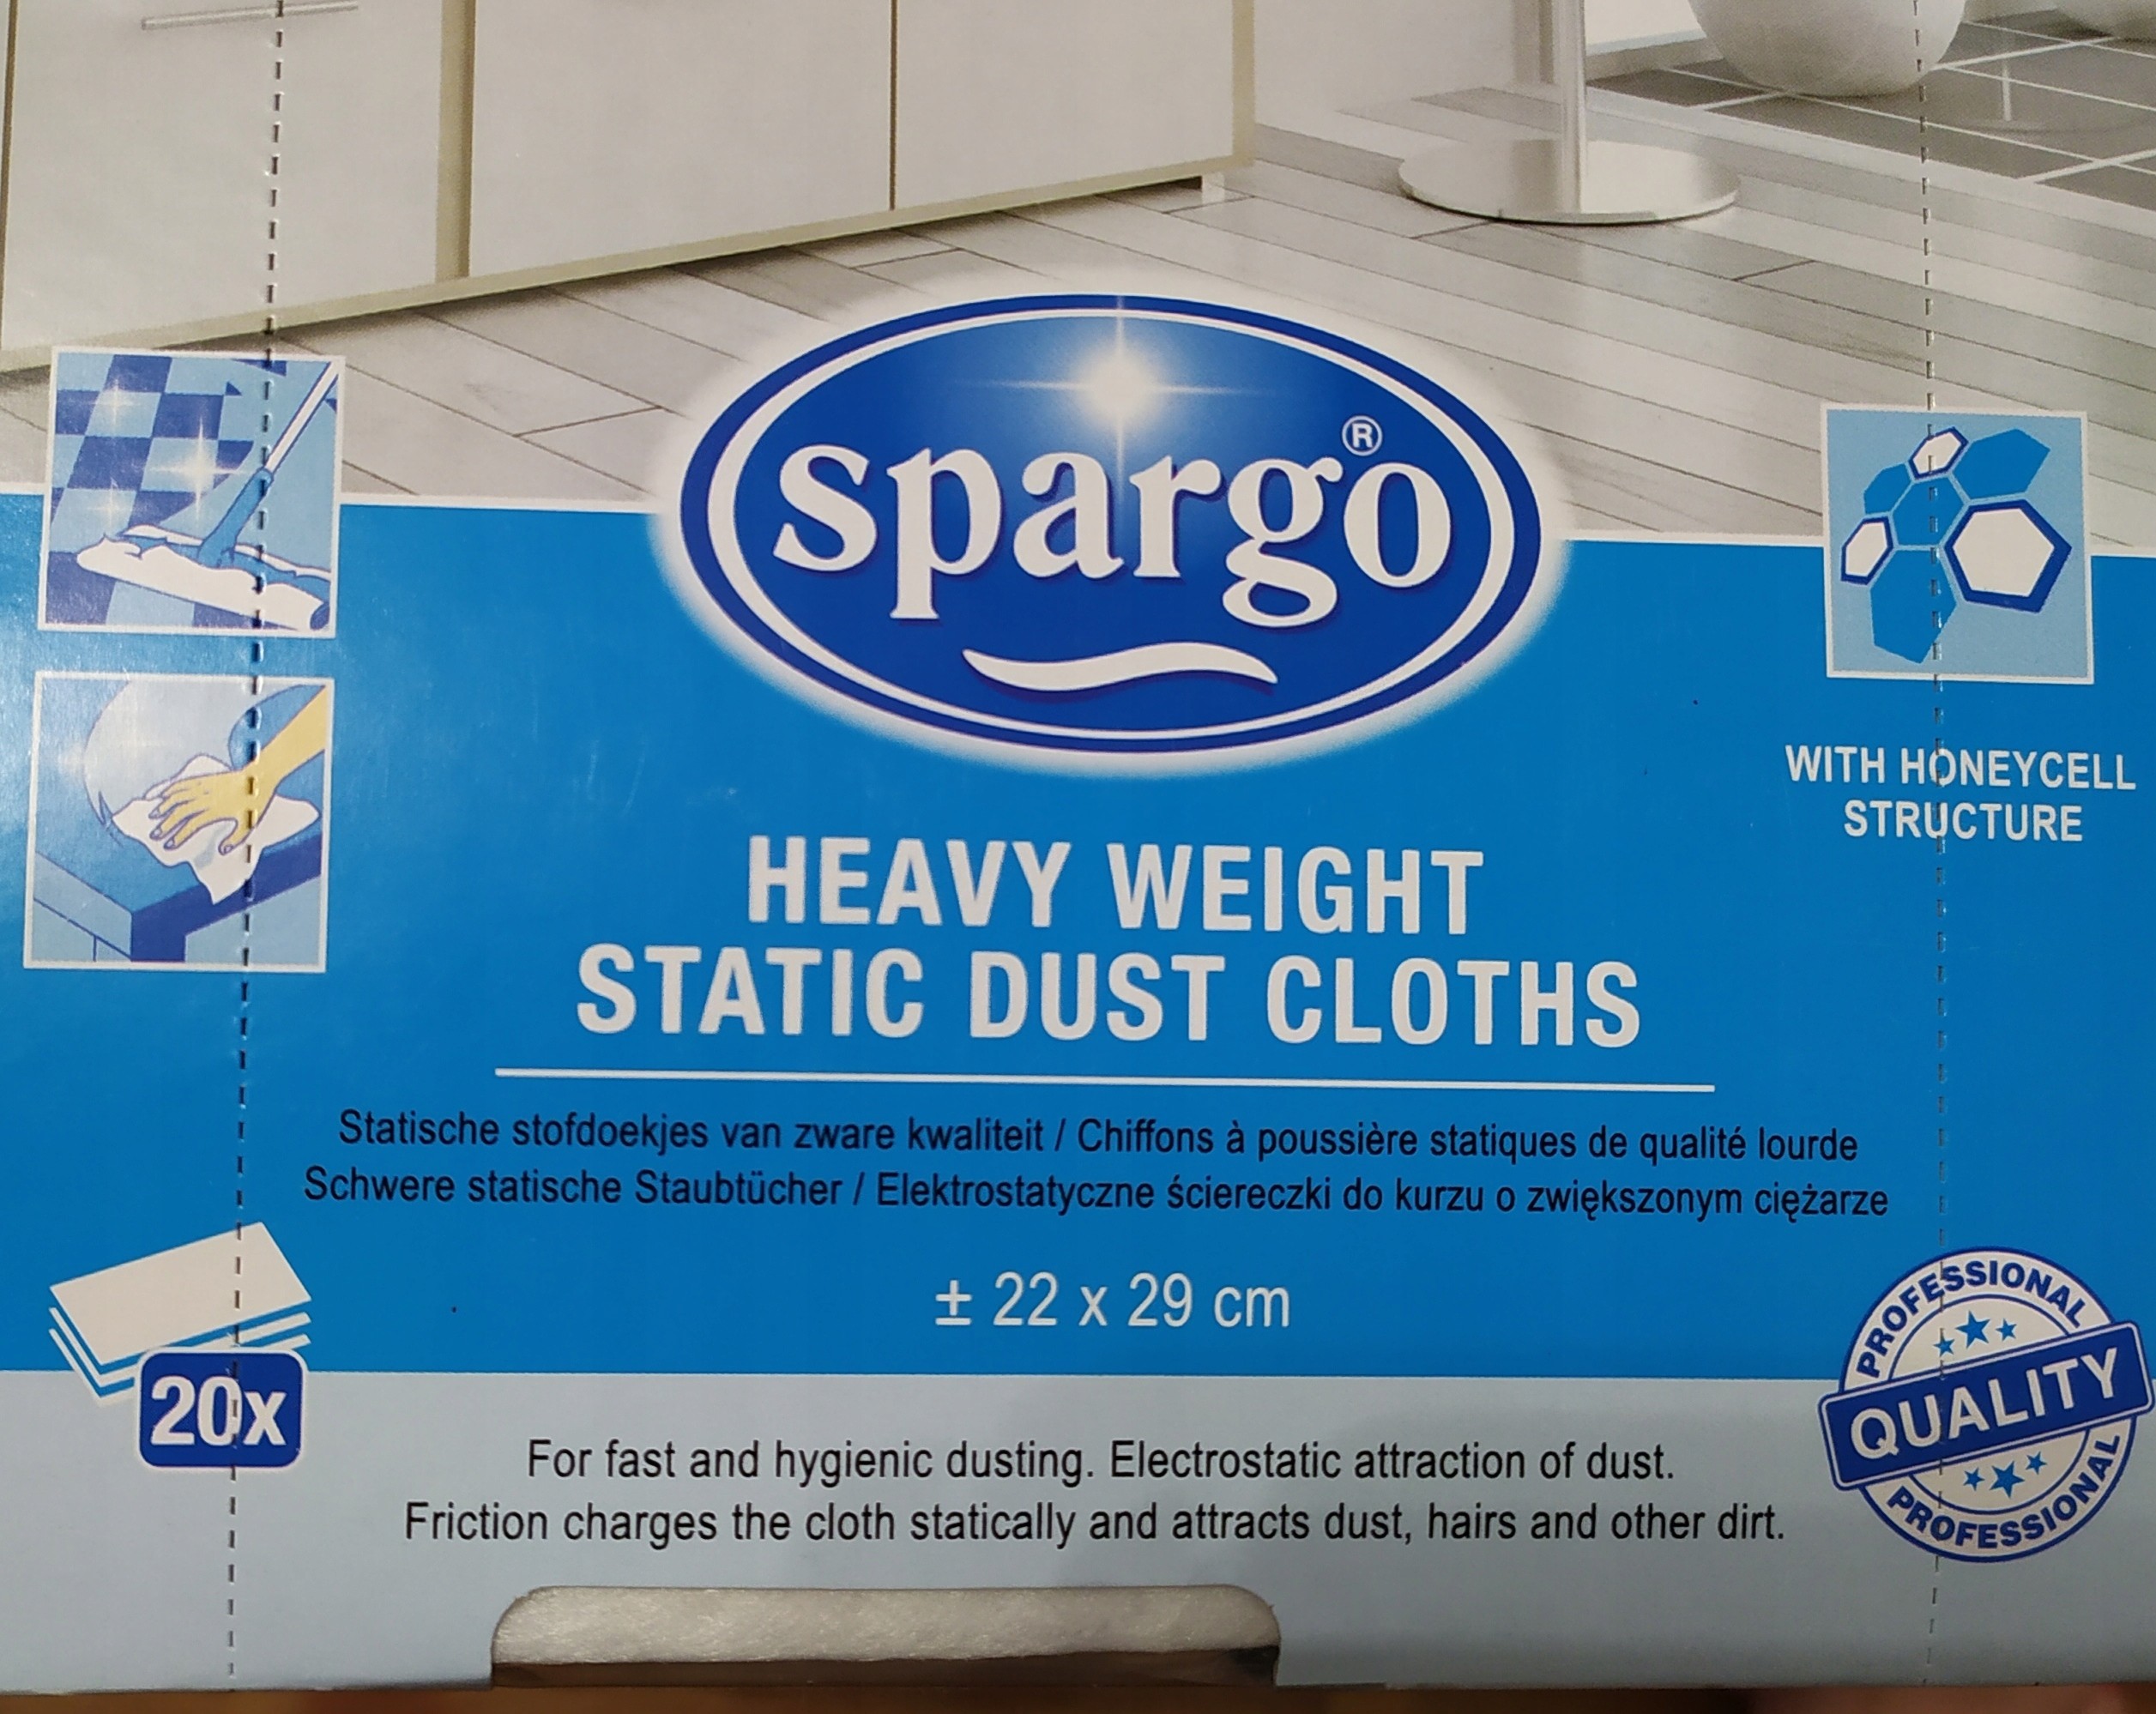 spargo®
WITH HONEYCELL
STRUCTURE
HEAVY WEIGHT
STATIC DUST CLOTHS
Statische stofdoekjes van zware kwaliteit / Chiffons à poussière statiques de qualité lourde
Schwere statische Staubtücher / Elektrostatyczne ściereczki do kurzu o zwiększonym ciężarze
± 22 x 29 cm
20x
PROFESSIONAL
QUALITY
PROFESSIONAL
For fast and hygienic dusting. Electrostatic attraction of dust.
Friction charges the cloth statically and attracts dust, hairs and other dirt.